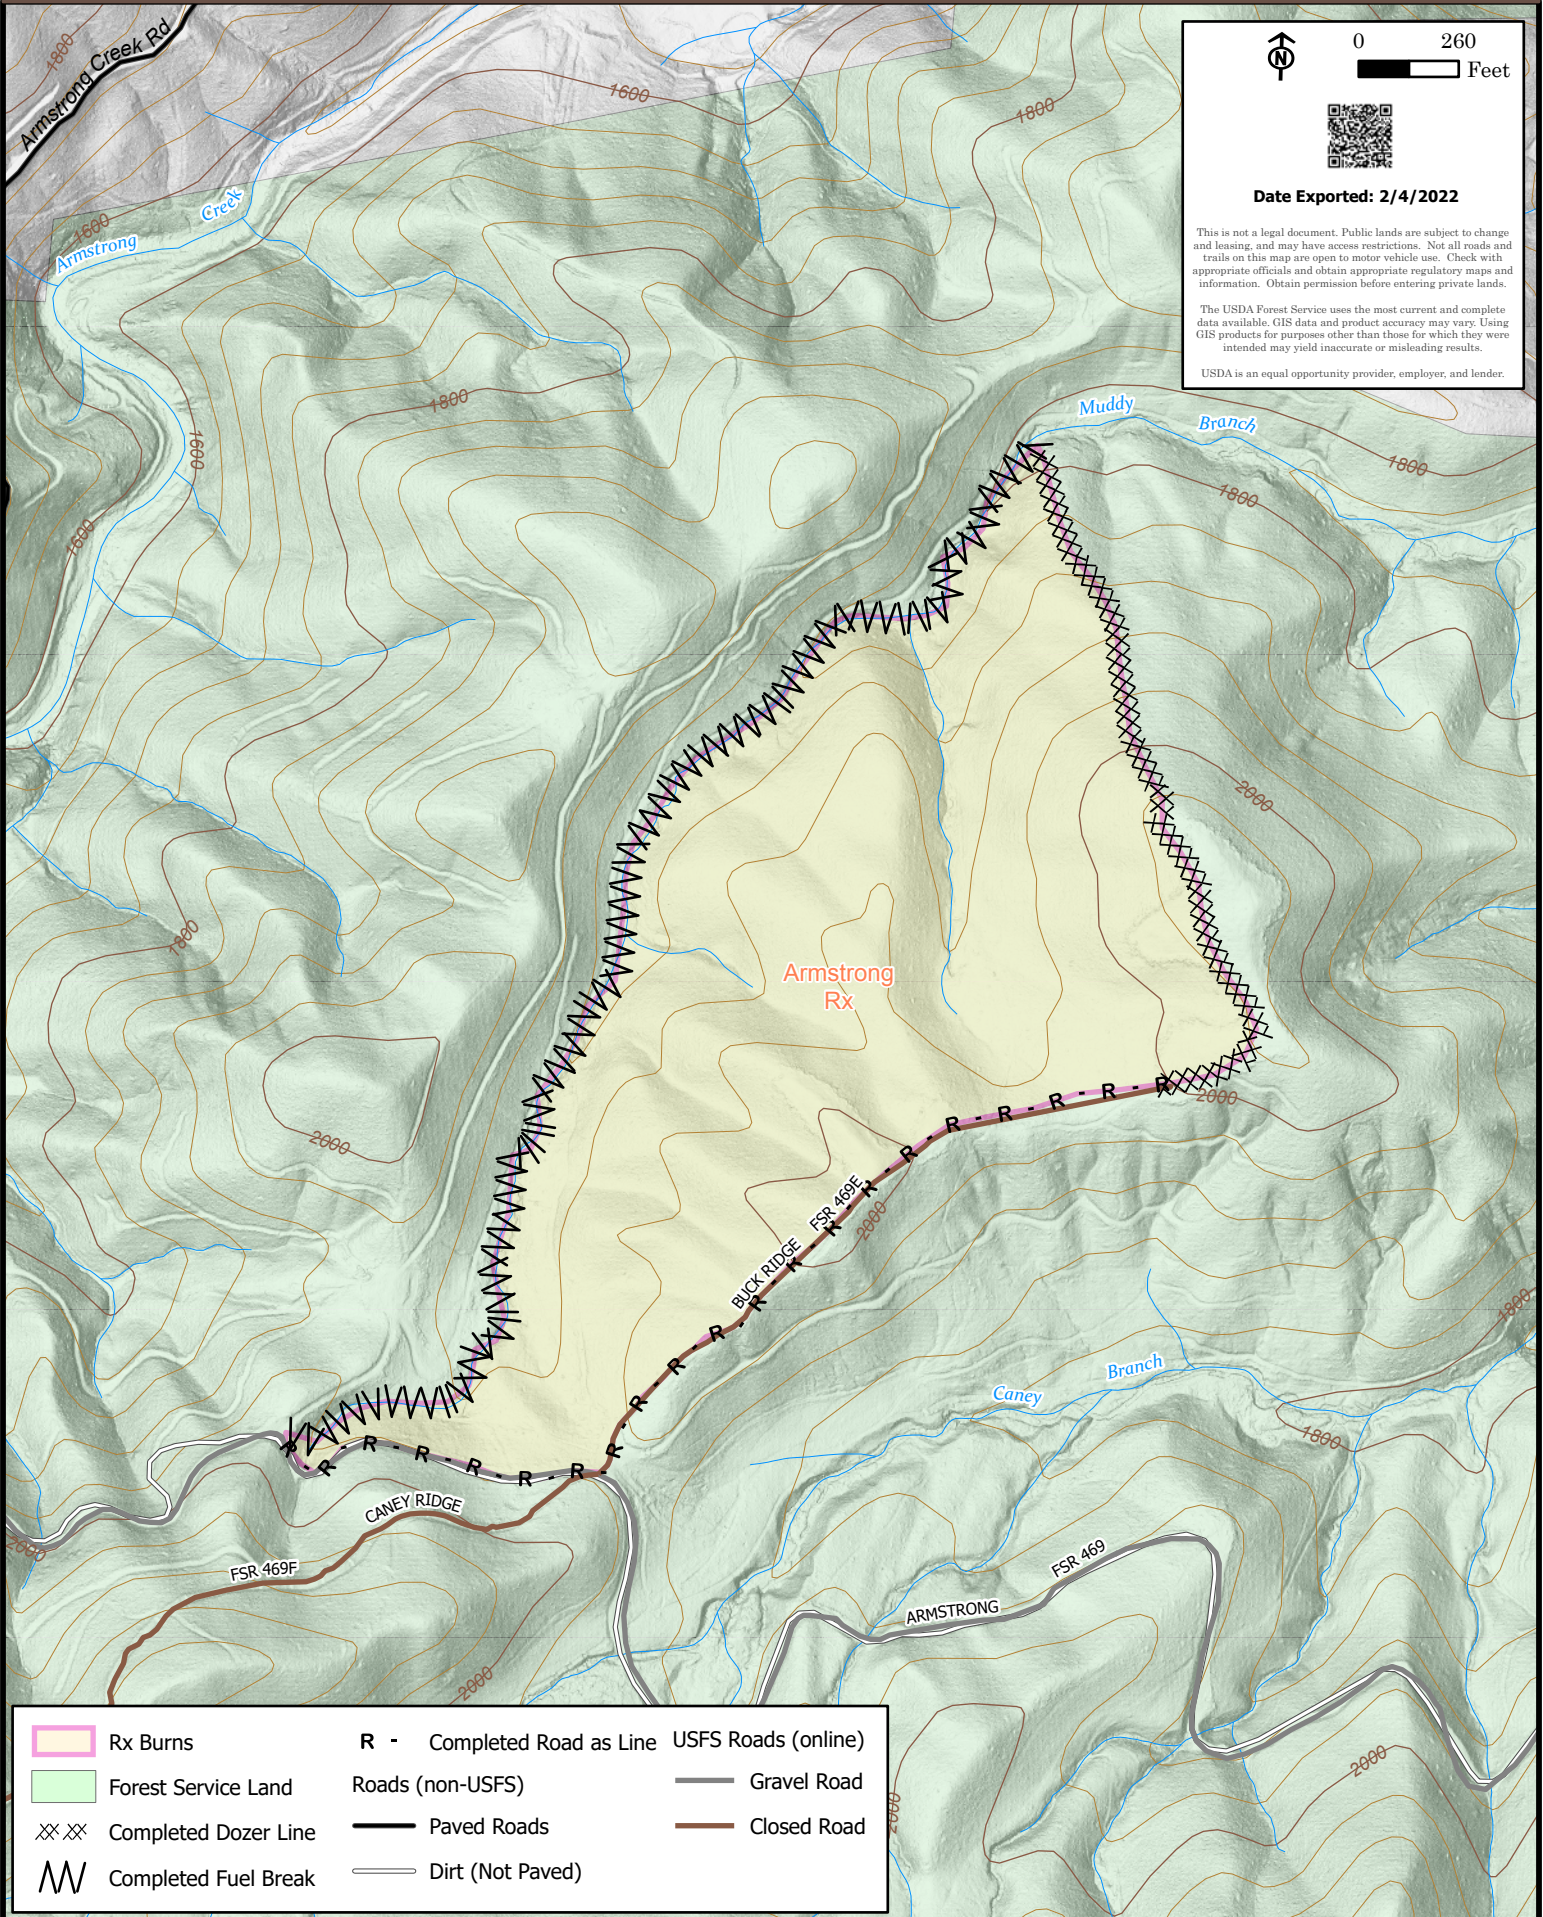 0 260
Feet
N
Date Exported: 2/4/2022
This is not a legal document. Public lands are subject to change
and leasing, and may have access restrictions. Not all roads and
trails on this map are open to motor vehicle use. Check with
appropriate officials and obtain appropriate regulatory maps and
information. Obtain permission before entering private lands.
The USDA Forest Service uses the most current and complete
data available. GIS data and product accuracy may vary. Using
GIS products for purposes other than those for which they were
intended may yield inaccurate or misleading results.
USDA is an equal opportunity provider, employer, and lender.
1800
Armstrong Creek Rd
1600
1800
Creek
1600
Armstrong
1800
Muddy
Branch
1600
1800
1800
1600
2000
1800
Armstrong
Rx
2000
2000
FSR 469E
2000
BUCK RIDGE
1800
Branch
Caney
1800
R R R R R R R R R R R R R R R R R R R R
CANEY RIDGE
2000
FSR 469F
FSR 469
ARMSTRONG
2000
2000
2000
Rx Burns
Forest Service Land
Completed Dozer Line
Completed Fuel Break
R - Completed Road as Line
Roads (non-USFS)
Paved Roads
Dirt (Not Paved)
USFS Roads (online)
Gravel Road
Closed Road